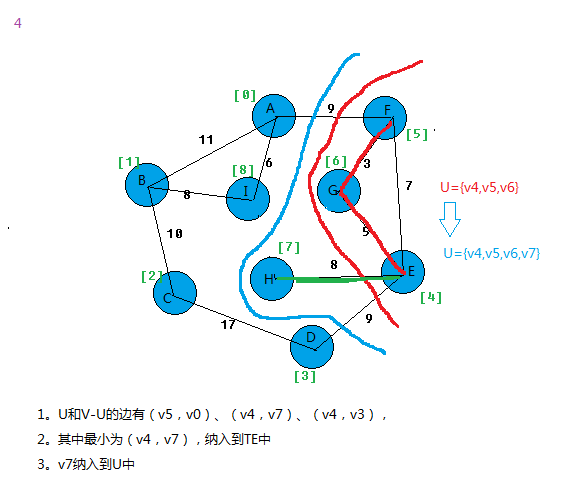 4
[0]
A
9
F
[5]
11
[1]
B
8
[8]
I
6
[6]
G
3
7
U={v4,v5,v6}
5
U={v4,v5,v6,v7}
10
[7]
H
8
E
[4]
[2]
C
17
9
D
[3]
1。U和V-U的边有（v5，v0）、（v4，v7）、（v4，v3），
2。其中最小为（v4，v7），纳入到TE中
3。v7纳入到U中